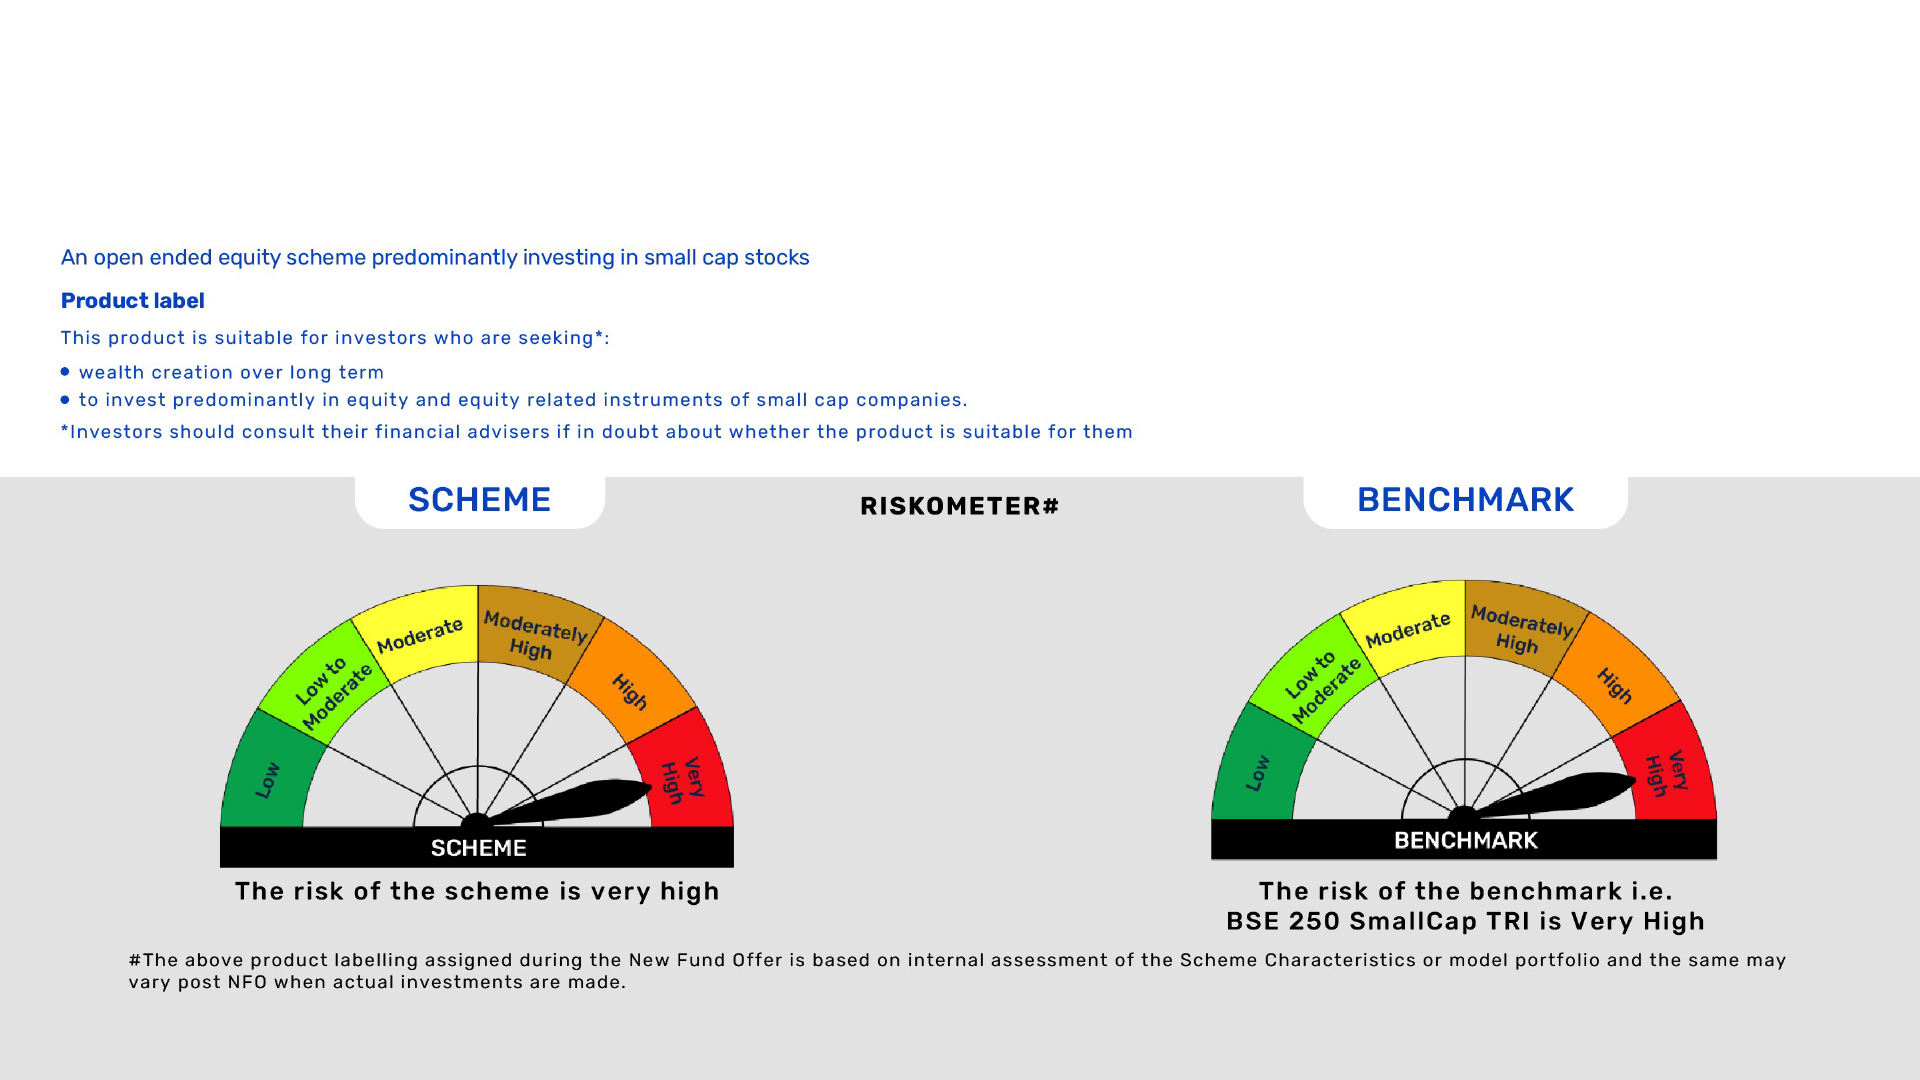 An open ended equity scheme predominantly investing in small cap stocks
Product label
This product is suitable for investors who are seeking*:
• wealth creation over long term
• to invest predominantly in equity and equity related instruments of small cap companies.
*Investors should consult their financial advisers if in doubt about whether the product is suitable for them
SCHEME
RISKOMETER#
BENCHMARK
Low
Low to
Moderate
Moderate
Moderately
High
High
Very
High
SCHEME
The risk of the scheme is very high
Low
Low to
Moderate
Moderate
Moderately
High
High
Very
High
BENCHMARK
The risk of the benchmark i.e.
BSE 250 SmallCap TRI is Very High
#The above product labelling assigned during the New Fund Offer is based on internal assessment of the Scheme Characteristics or model portfolio and the same may
vary post NFO when actual investments are made.